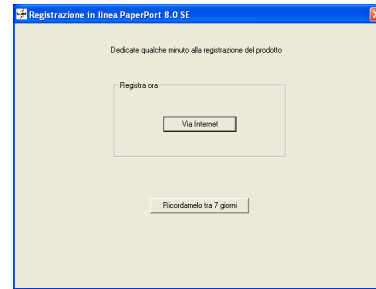 Registrazione in linea PaperPort 8.0 SE
Dedicate qualche minuto alla registrazione del prodotto
Registra ora
Via Internet
Ricordamelo tra 7 giorni